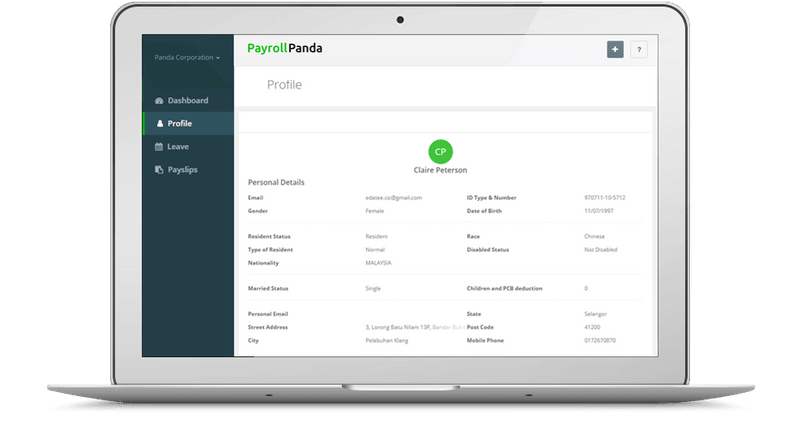 Panda Corporation
PayrollPanda
+
?
Profile
Dashboard
Profile
Leave
Payslips
CP
Claire Peterson
Personal Details
Email edatee.csi@gmail.com ID Type & Number 970711-10-5712
Gender Female Date of Birth 11/07/1997
Resident Status Resident Race Chinese
Type of Resident Normal Disabled Status Not Disabled
Nationality MALAYSIA
Married Status Single Children and PCB deduction 0
Personal Email State Selangor
Street Address 3, Lorong Batu Nilam 13P, Bandar Post Code 41200
City Pelabuhan Klang Mobile Phone 0172670870